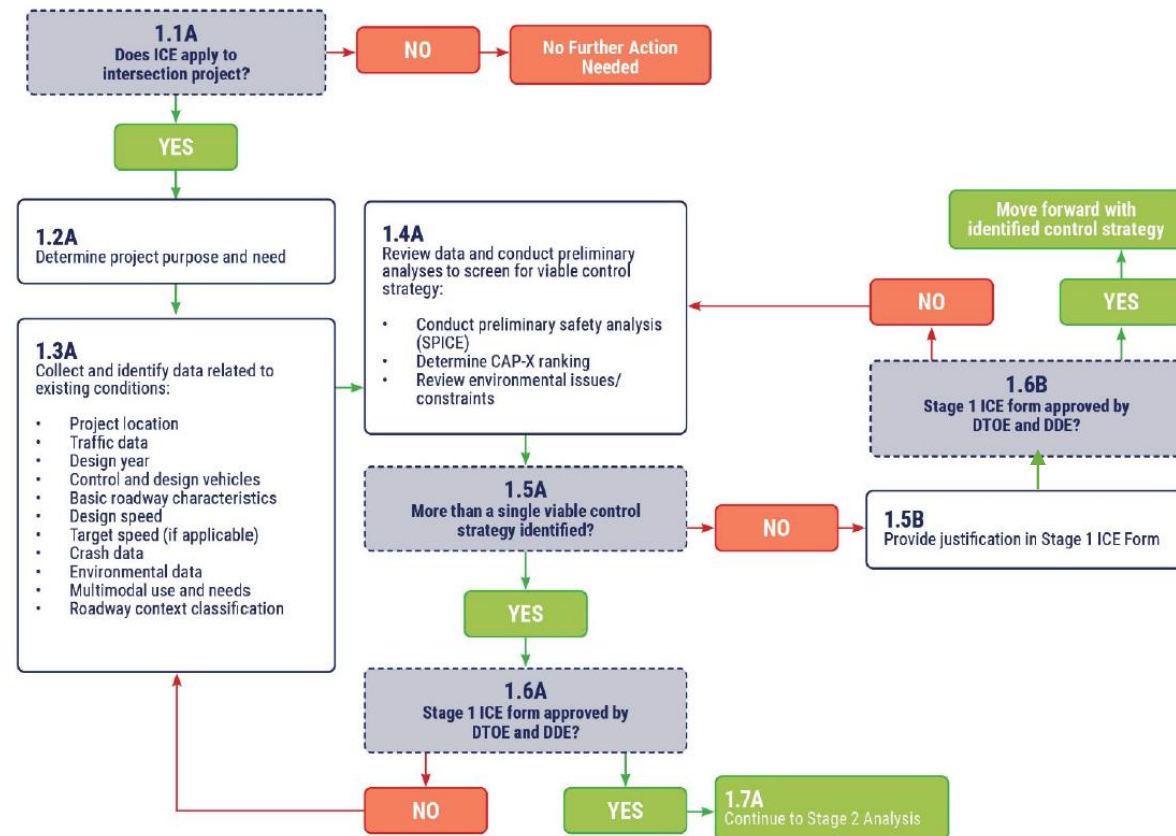 1.1A
Does ICE apply to
intersection project?
NO
No Further Action
Needed
YES
1.2A
Determine project purpose and need
1.3A
Collect and identify data related to
existing conditions:
• Project location
• Traffic data
• Design year
• Control and design vehicles
• Basic roadway characteristics
• Design speed
• Target speed (if applicable)
• Crash data
• Environmental data
• Multimodal use and needs
• Roadway context classification
1.4A
Review data and conduct preliminary
analyses to screen for viable control
strategy:
• Conduct preliminary safety analysis
(SPICE)
• Determine CAP-X ranking
• Review environmental issues/
constraints
1.5A
More than a single viable control
strategy identified?
NO
1.5B
Provide justification in Stage 1 ICE Form
1.6B
Stage 1 ICE form approved by
DTOE and DDE?
NO
YES
Move forward with
identified control strategy
YES
1.6A
Stage 1 ICE form approved by
DTOE and DDE?
NO
YES
1.7A
Continue to Stage 2 Analysis